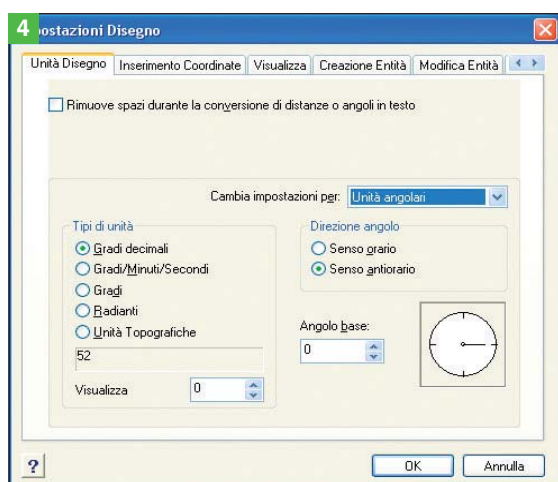 4
postazioni Disegno
Unità Disegno Inserimento Coordinate Visualizza Creazione Entità Modifica Entità
Rimuove spazi durante la conversione di distanze o angoli in testo
Cambia impostazioni per: Unità angolari
Tipi di unità
Gradi decimali
Gradi/Minuti/Secondi
Gradi
Radianti
Unità Topografiche
52
Visualizza 0
Direzione angolo
Senso orario
Senso antiorario
Angolo base:
0
?
OK Annulla